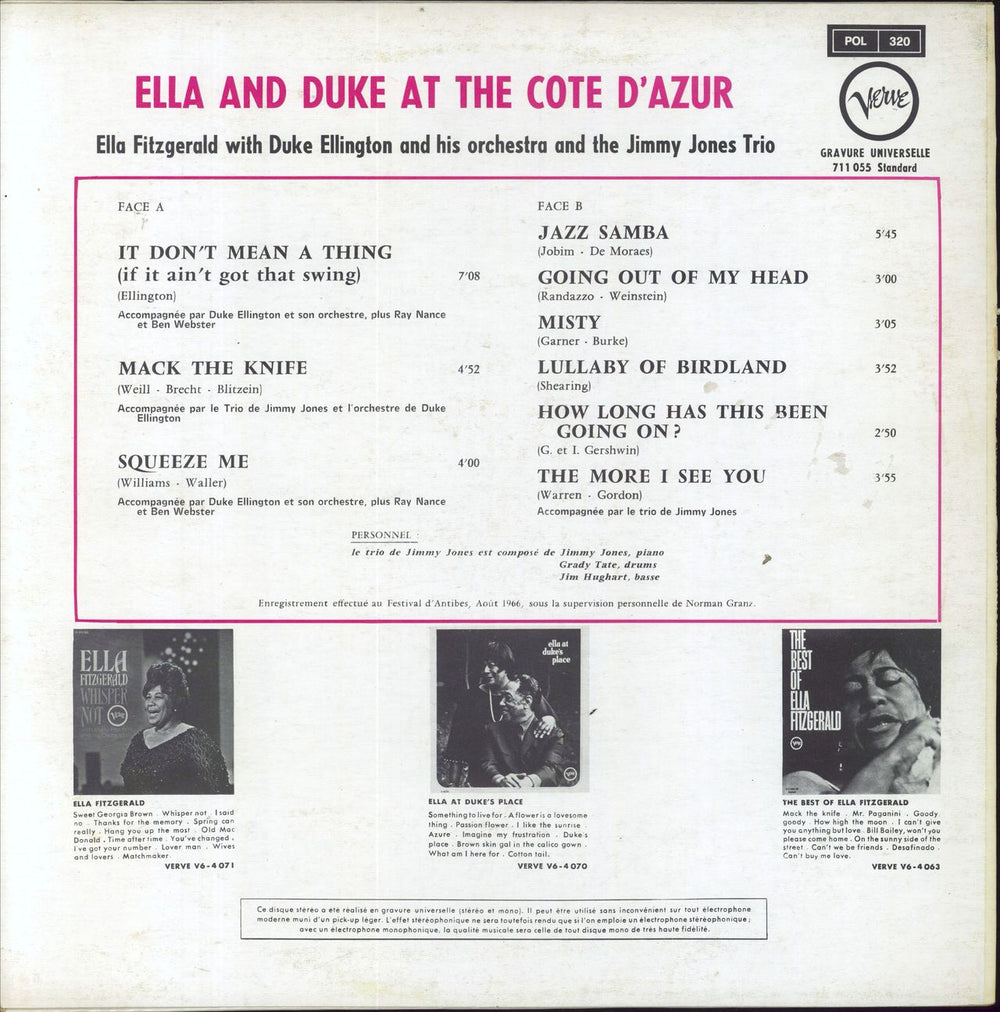 POL 320
Verve
ELLA AND DUKE AT THE COTE D'AZUR
Ella Fitzgerald with Duke Ellington and his orchestra and the Jimmy Jones Trio
GRAVURE UNIVERSELLE
711 055 Standard
FACE A
IT DON'T MEAN A THING
(if it ain't got that swing) 7'08
(Ellington)
Accompagnée par Duke Ellington et son orchestre, plus Ray Nance
et Ben Webster
MACK THE KNIFE 4'52
(Weill - Brecht - Blitzein)
Accompagnée par le Trio de Jimmy Jones et l'orchestre de Duke
Ellington
SQUEEZE ME 4'00
(Williams - Waller)
Accompagnée par Duke Ellington et son orchestre, plus Ray Nance
et Ben Webster
FACE B
JAZZ SAMBA 5'45
(Jobim - De Moraes)
GOING OUT OF MY HEAD 3'00
(Randazzo - Weinstein)
MISTY 3'05
(Garner - Burke)
LULLABY OF BIRDLAND 3'52
(Shearing)
HOW LONG HAS THIS BEEN
GOING ON ? 2'50
(G. et I. Gershwin)
THE MORE I SEE YOU 3'55
(Warren - Gordon)
Accompagnée par le trio de Jimmy Jones
PERSONNEL :
le trio de Jimmy Jones est composé de Jimmy Jones, piano
Grady Tate, drums
Jim Hughart, basse
Enregistrement effectué au Festival d'Antibes, Août 1966, sous la supervision personnelle de Norman Granz.
ELLA
FITZGERALD
WHISPER
NOT
Verve
ELLA FITZGERALD
Sweet Georgia Brown . Whisper not . I said
no . Thanks for the memory . Spring can
really . Hang you up the most . Old Mac
Donald . Time after time . You've changed .
I've got your number . Lover man . Wives
and lovers . Matchmaker.
VERVE V6-4 071
ella at
duke's
place
ELLA AT DUKE'S PLACE
Something to live for . A flower is a lovesome
thing . Passion flower . I like the sunrise .
Azure . Imagine my frustration . Duke's
place . Brown skin gal in the calico gown .
What am I here for . Cotton tail.
VERVE V6-4 070
THE
BEST
OF
ELLA
FITZGERALD
THE BEST OF ELLA FITZGERALD
Mack the knife . Mr. Paganini . Goody,
goody . How high the moon . I can't give
you anything but love . Bill Bailey, won't you
please come home . On the sunny side of the
street . Can't we be friends . Desafinado .
Can't buy me love.
VERVE V6-4 063
Ce disque stéréo a été réalisé en gravure universelle (stéréo et mono). Il peut être utilisé sans inconvénient sur tout électrophone
moderne muni d'un pick-up léger. L'effet stéréophonique ne sera toutefois rendu que si l'on emploie un électrophone stéréophonique ;
avec un électrophone monophonique, la qualité musicale sera celle de tout disque mono de très haute fidélité.